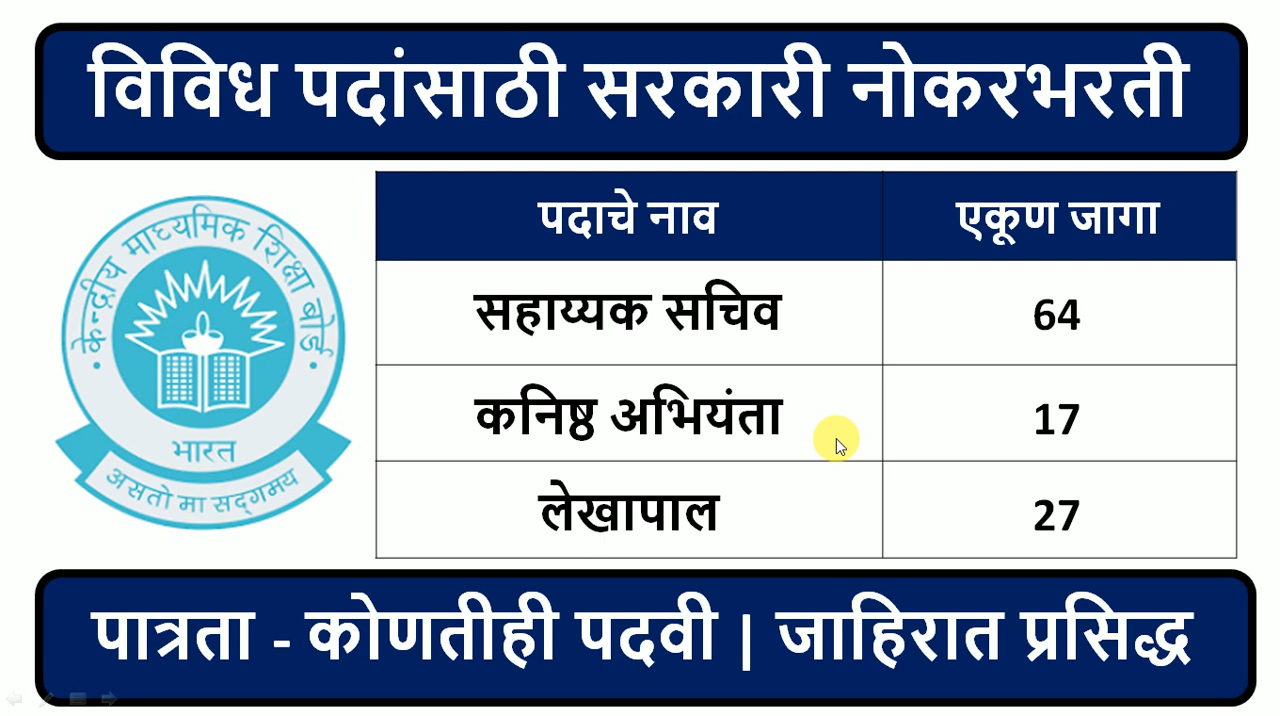 विविध पदांसाठी सरकारी नोकरभरती
केन्द्रीय माध्यमिक शिक्षा बोर्ड
भारत
असतो मा सद्गमय
पदाचे नाव एकूण जागा
सहाय्यक सचिव 64
कनिष्ठ अभियंता 17
लेखापाल 27
पात्रता - कोणतीही पदवी | जाहिरात प्रसिद्ध